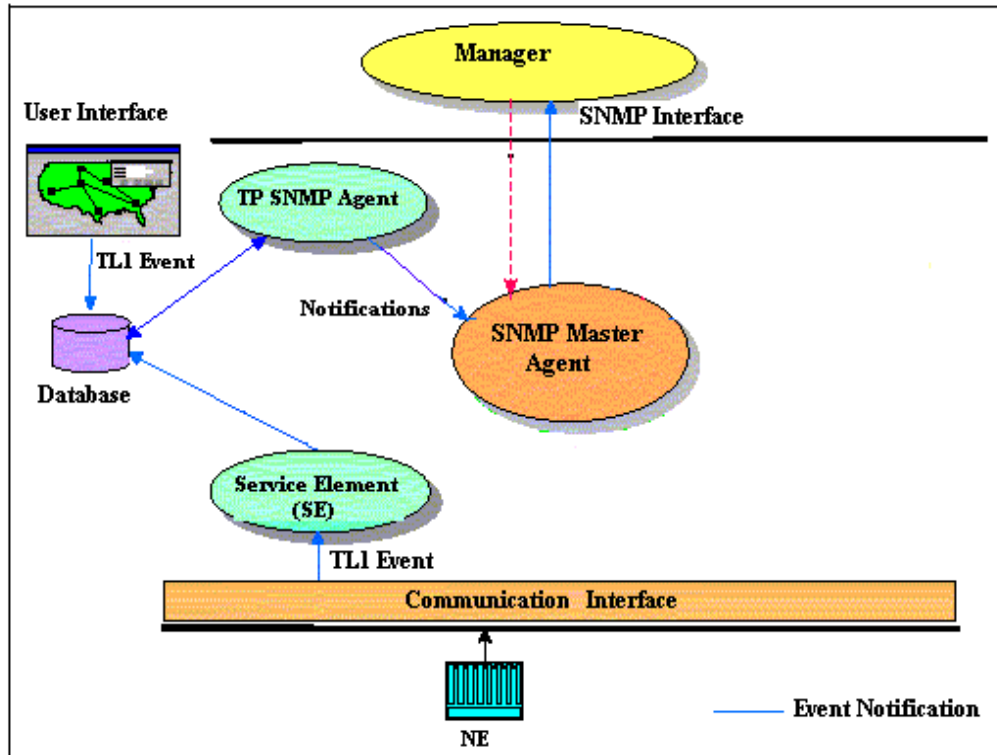 Manager
User Interface
SNMP Interface
TP SNMP Agent
TL1 Event
Notifications
SNMP Master
Agent
Database
Service Element
(SE)
TL1 Event
Communication Interface
NE
Event Notification